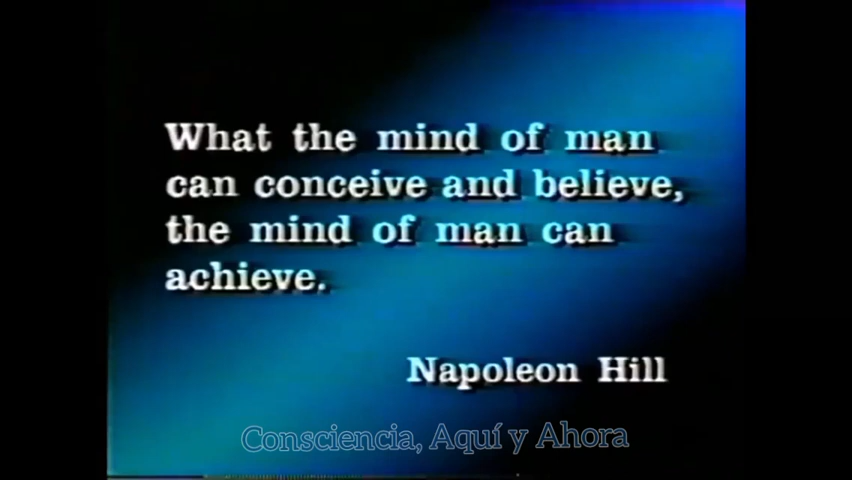 What the mind of man
can conceive and believe,
the mind of man can
achieve.
Napoleon Hill
Consciencia, Aquí y Ahora